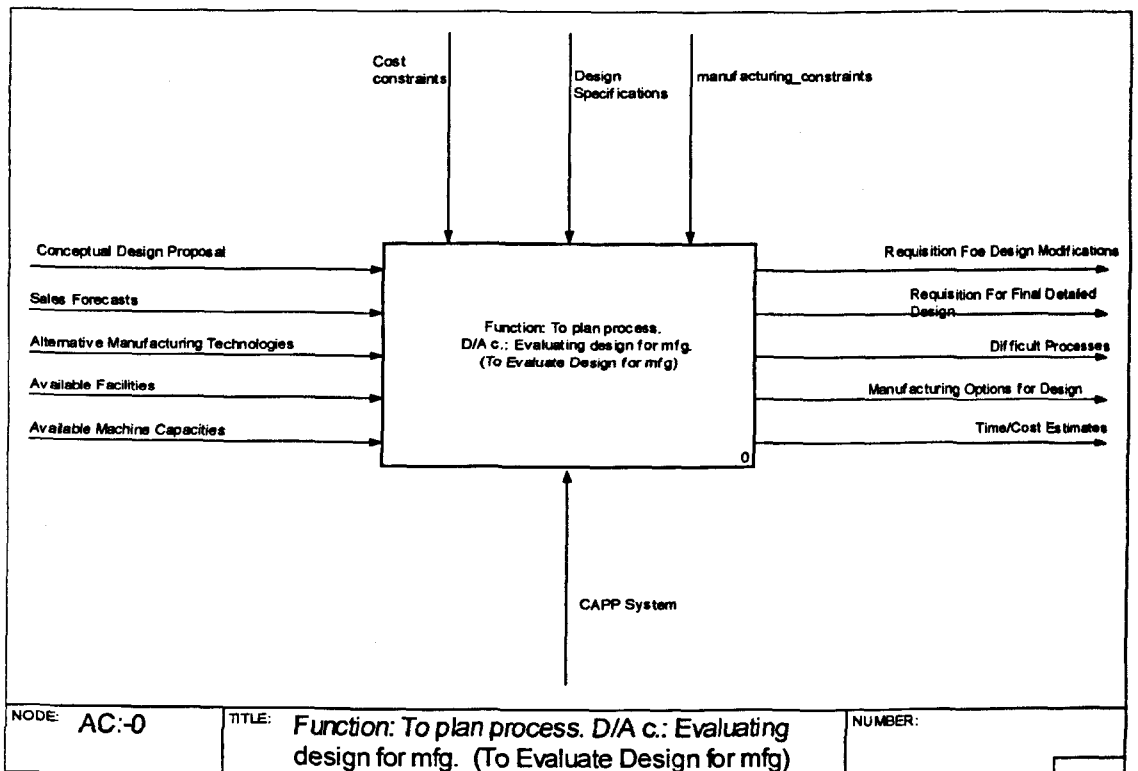 Cost
constraints
Design
Specifications
manufacturing_constraints
Conceptual Design Proposal
Sales Forecasts
Alternative Manufacturing Technologies
Available Facilities
Available Machine Capacities
Function: To plan process.
D/A c.: Evaluating design for mfg.
(To Evaluate Design for mfg)
0
Requisition Foe Design Modifications
Requisition For Final Detailed
Design
Difficult Processes
Manufacturing Options for Design
Time/Cost Estimates
CAPP System
NODE: AC:-0
TITLE: Function: To plan process. D/A c.: Evaluating
design for mfg. (To Evaluate Design for mfg)
NUMBER: